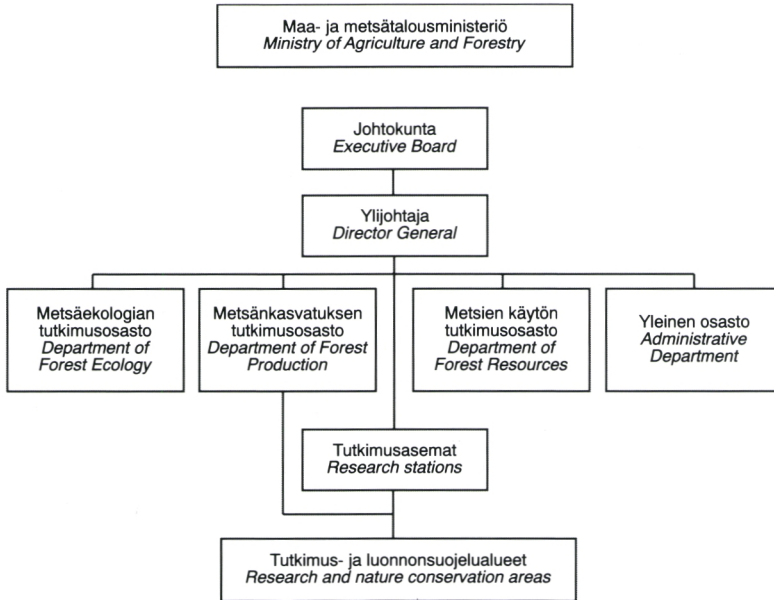 Maa- ja metsätalousministeriö
Ministry of Agriculture and Forestry
Johtokunta
Executive Board
Ylijohtaja
Director General
Metsäekologian
tutkimusosasto
Department of
Forest Ecology
Metsänkasvatuksen
tutkimusosasto
Department of Forest
Production
Metsien käytön
tutkimusosasto
Department of
Forest Resources
Yleinen osasto
Administrative
Department
Tutkimusasemat
Research stations
Tutkimus- ja luonnonsuojelualueet
Research and nature conservation areas